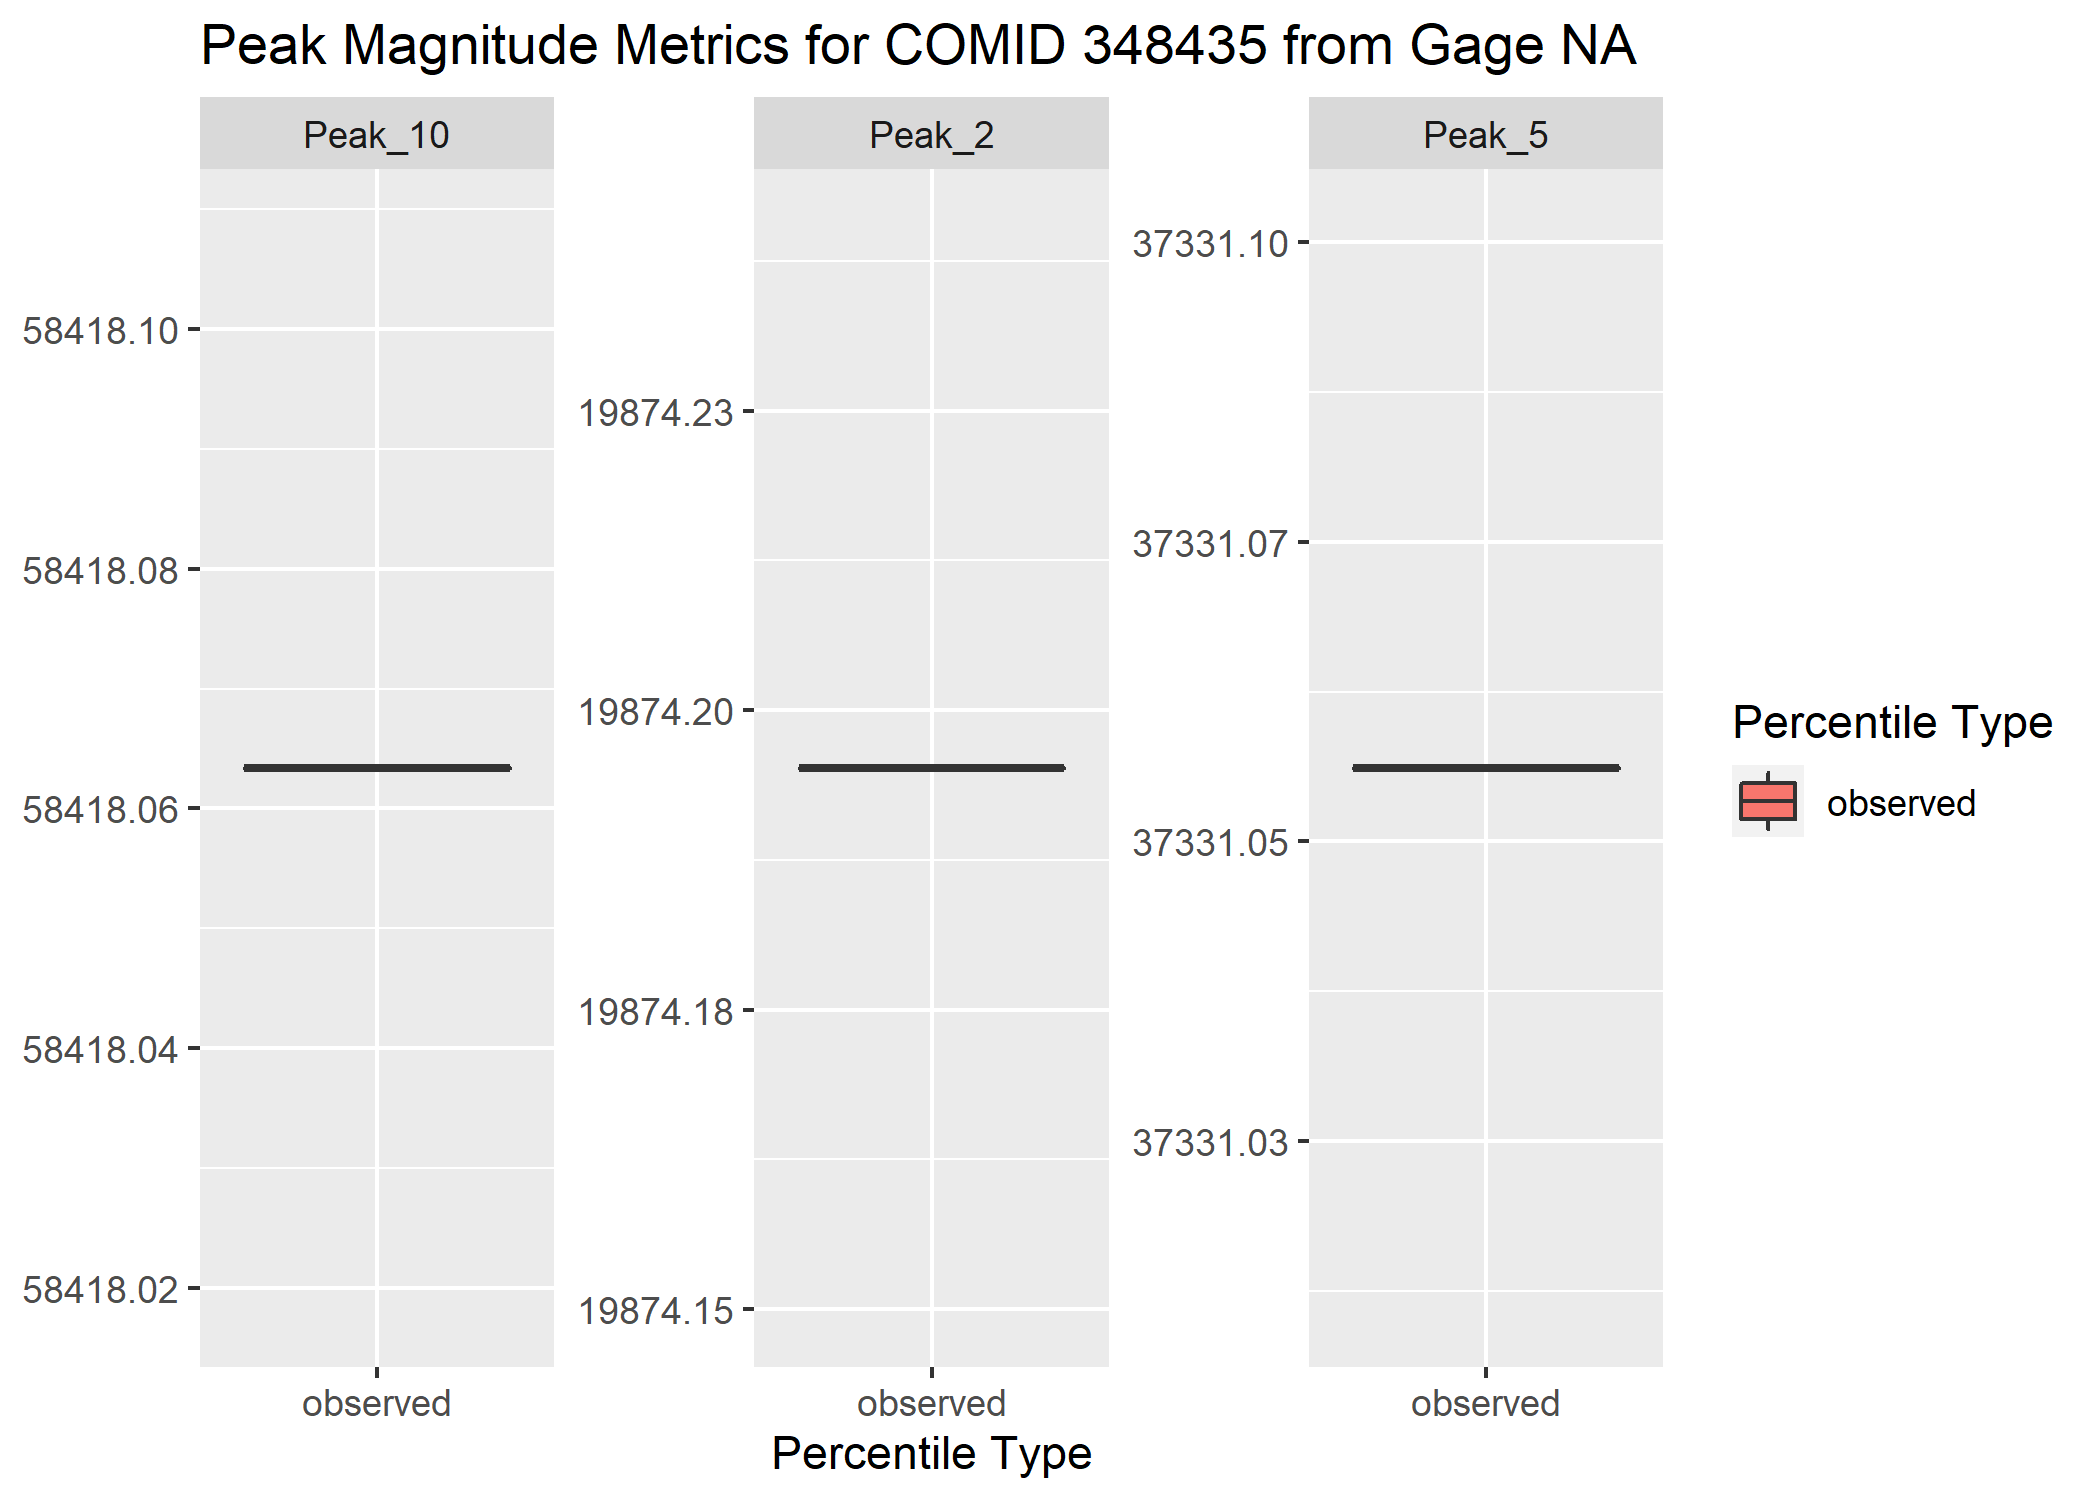 Peak Magnitude Metrics for COMID 348435 from Gage NA
Peak_10
58418.10
58418.08
58418.06
58418.04
58418.02
observed
Peak_2
19874.23
19874.20
19874.18
19874.15
observed
Peak_5
37331.10
37331.07
37331.05
37331.03
observed
Percentile Type
Percentile Type
observed